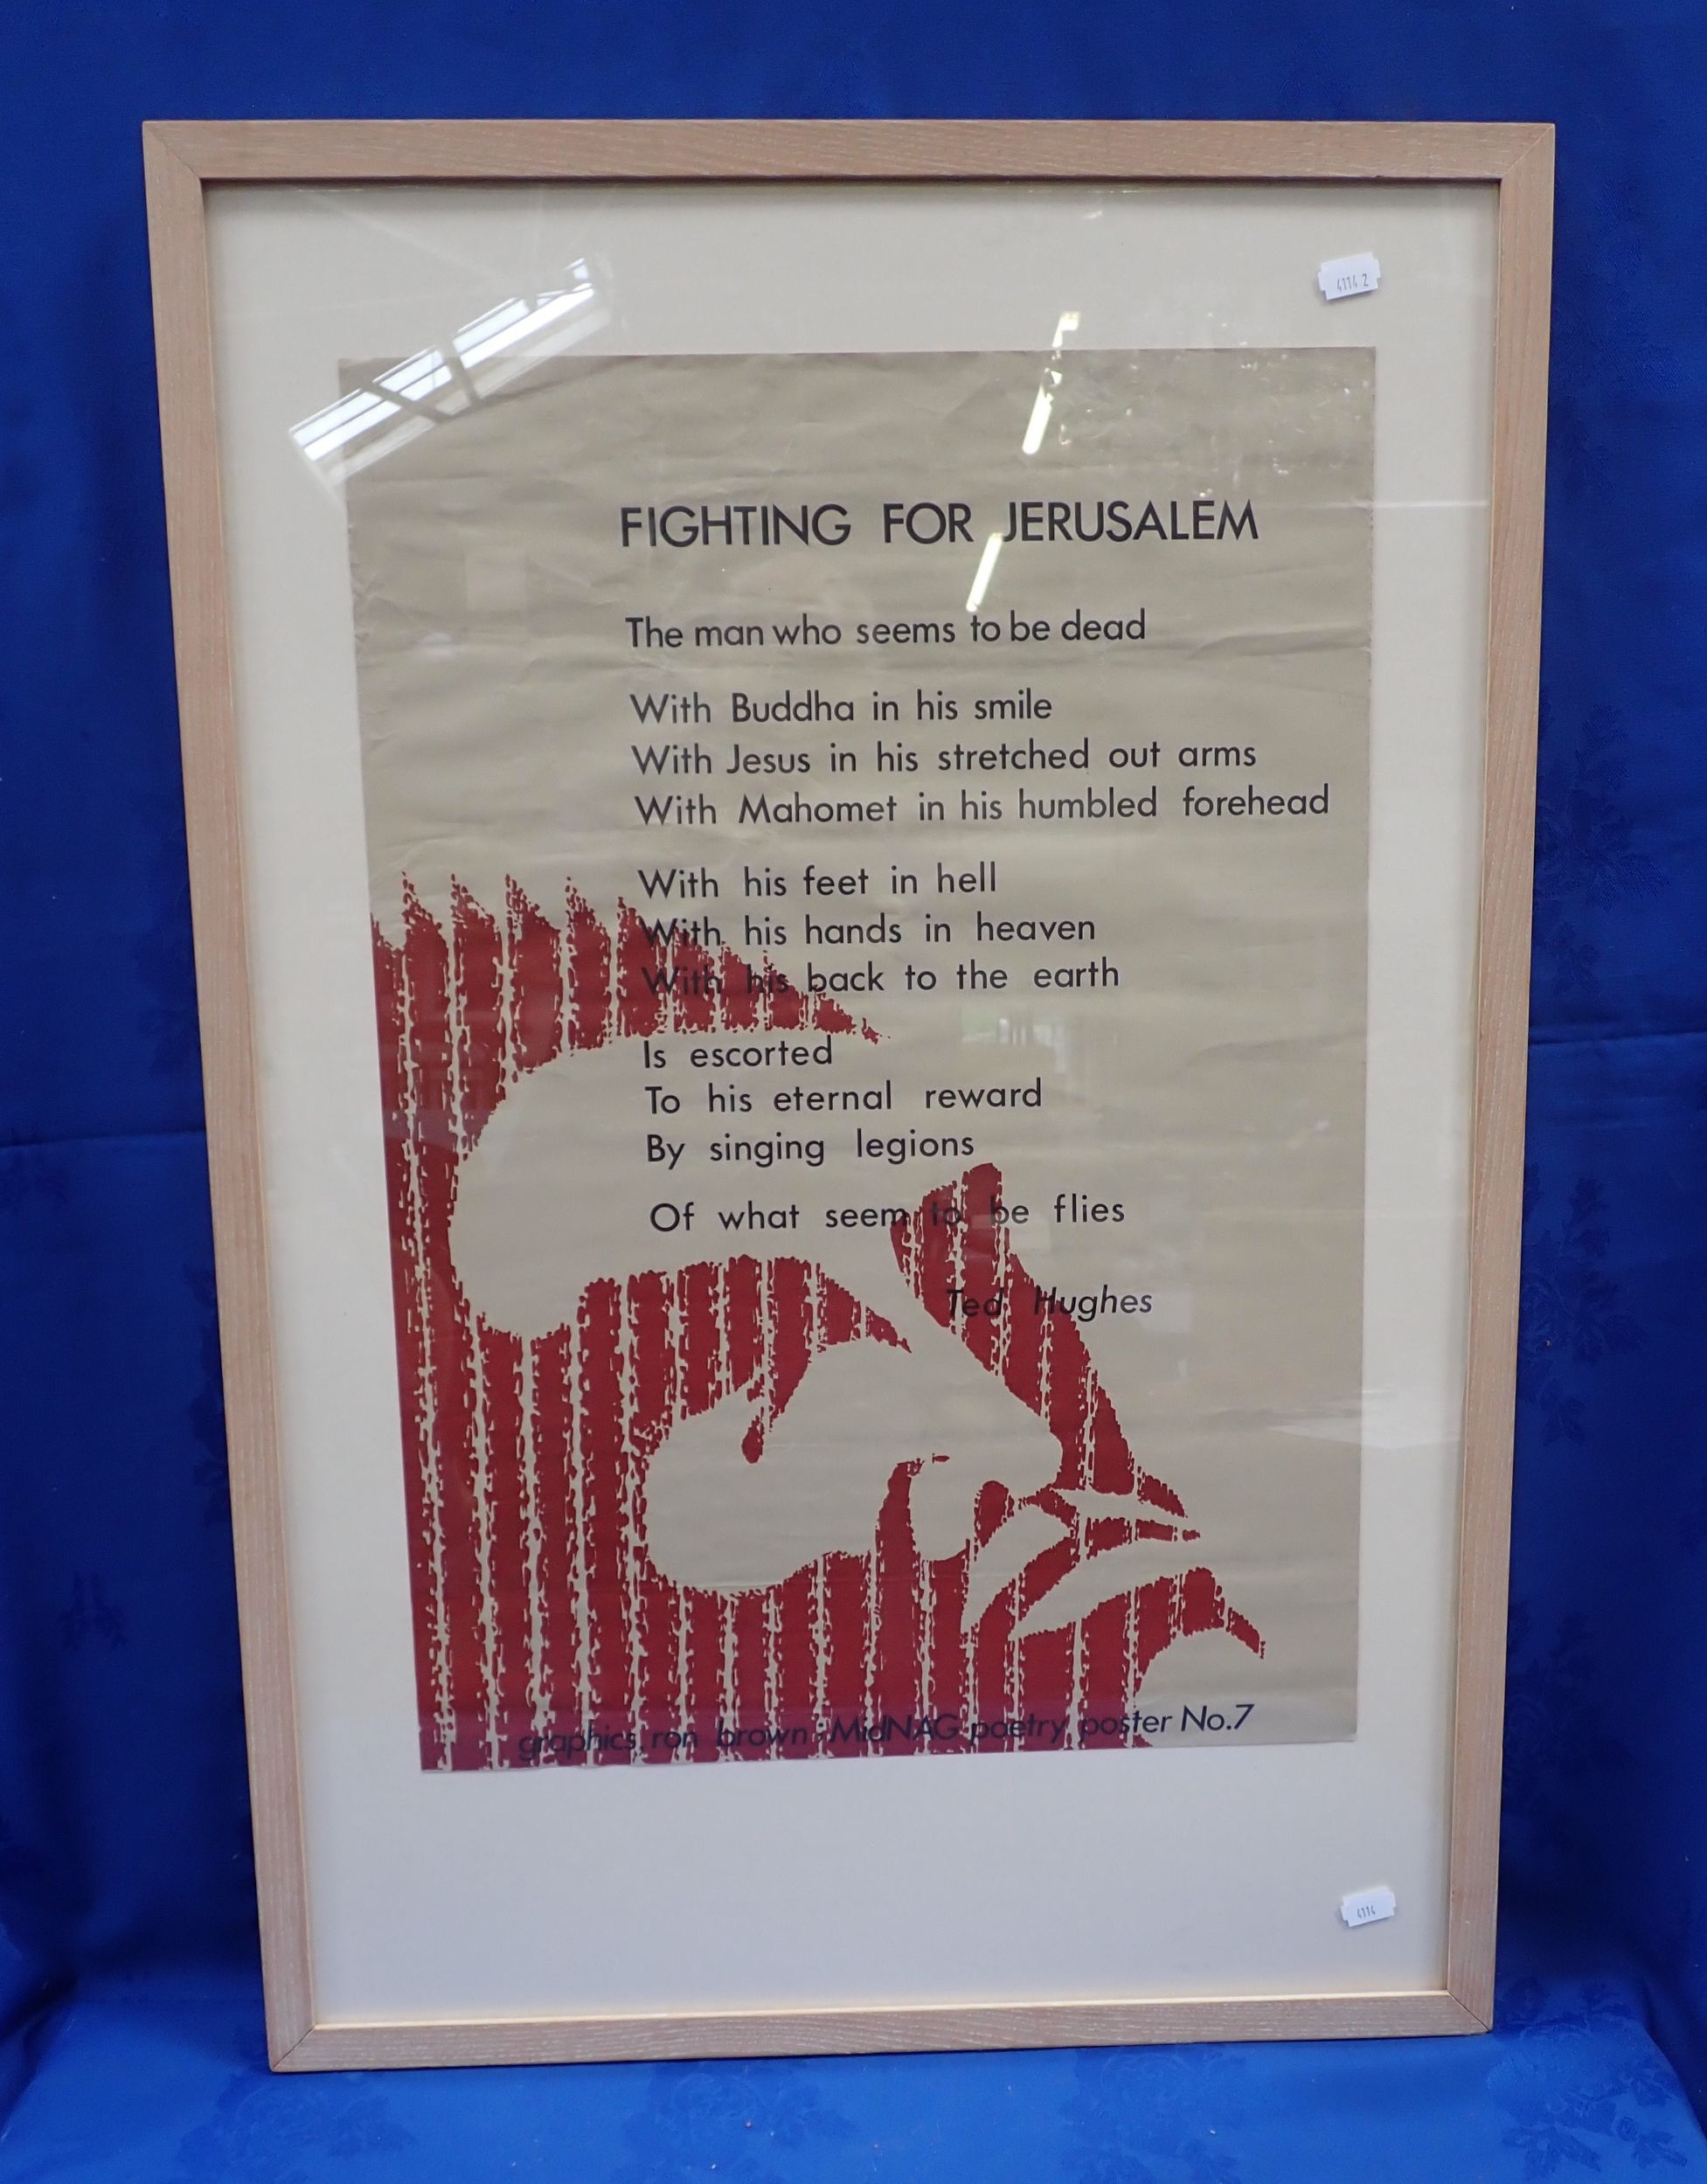 4114 2
FIGHTING FOR JERUSALEM
The man who seems to be dead
With Buddha in his smile
With Jesus in his stretched out arms
With Mahomet in his humbled forehead
With his feet in hell
With his hands in heaven
With his back to the earth
Is escorted
To his eternal reward
By singing legions
Of what seem to be flies
Ted Hughes
graphics ron brown : MidNAG poetry poster No.7
4114